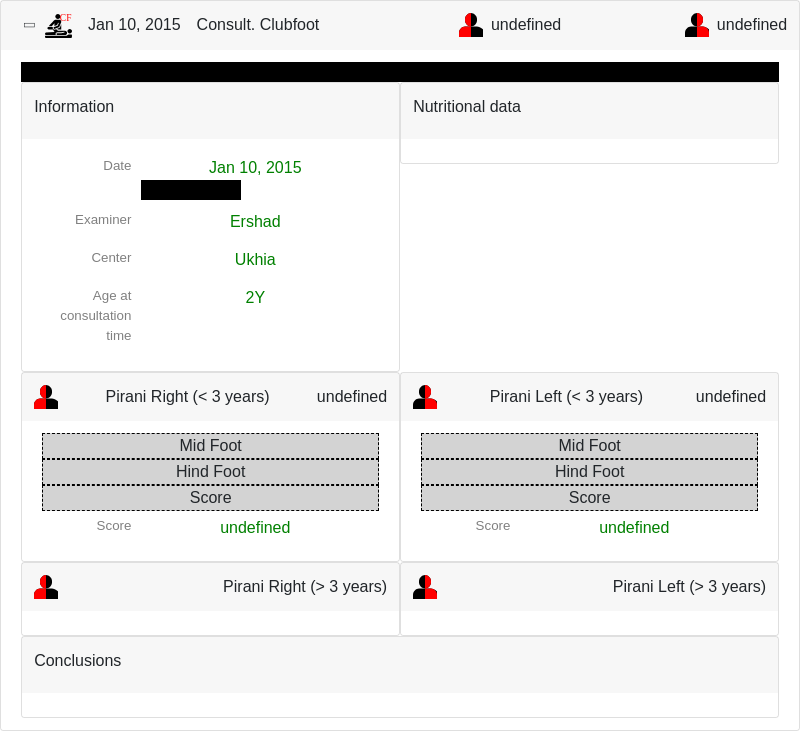 CF Jan 10, 2015 Consult. Clubfoot undefined undefined
Information
Nutritional data
Date Jan 10, 2015
Examiner Ershad
Center Ukhia
Age at consultation time 2Y
Pirani Right (< 3 years) undefined
Mid Foot
Hind Foot
Score
Score undefined
Pirani Left (< 3 years) undefined
Mid Foot
Hind Foot
Score
Score undefined
Pirani Right (> 3 years)
Pirani Left (> 3 years)
Conclusions